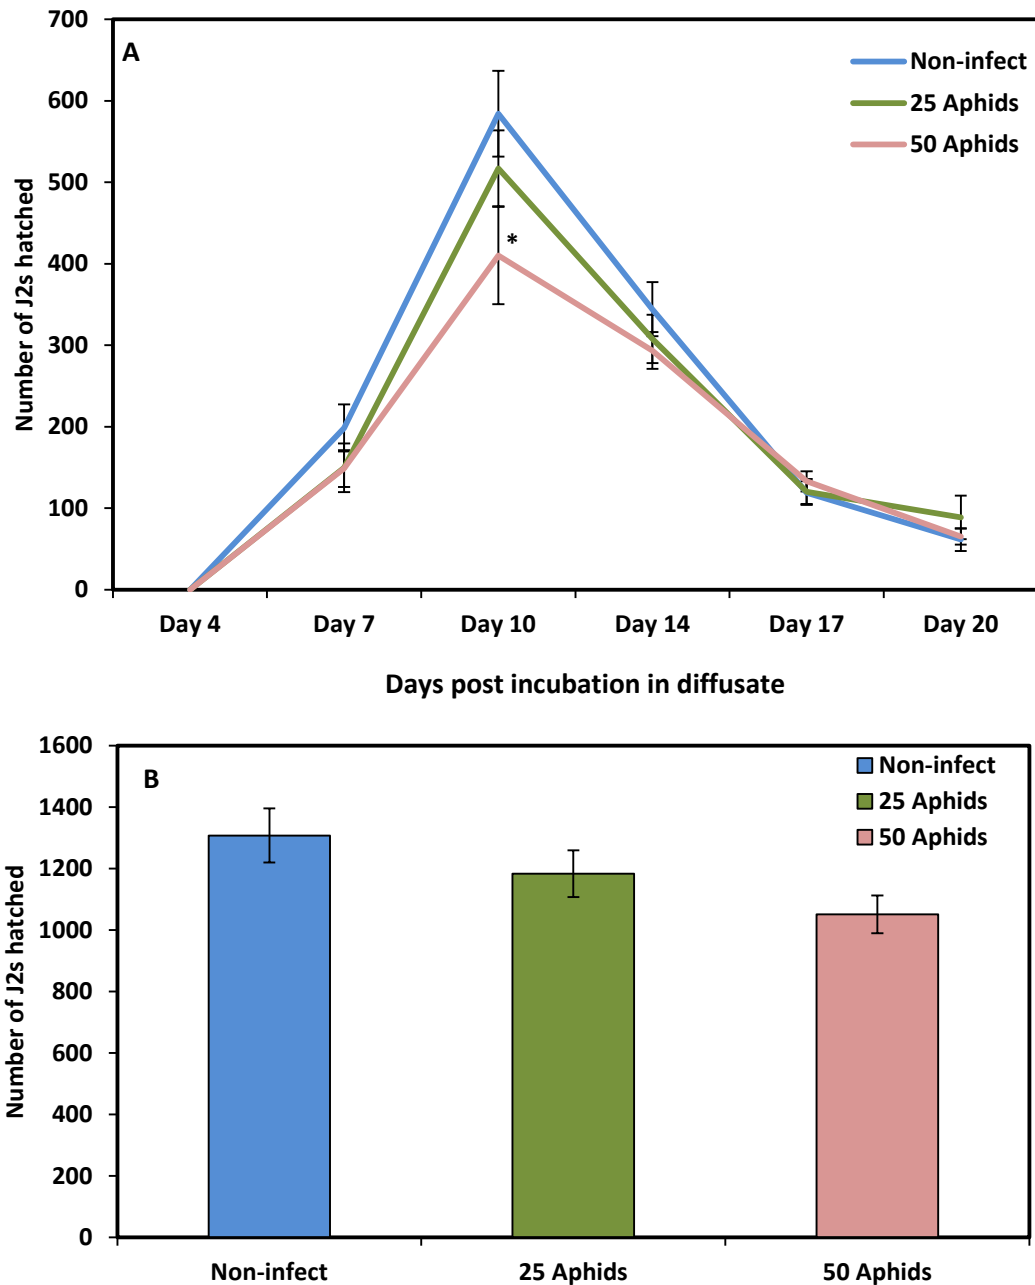 A
Non-infect
25 Aphids
50 Aphids
700
600
500
400
300
200
100
0
Number of J2s hatched
*
Day 4 Day 7 Day 10 Day 14 Day 17 Day 20
Days post incubation in diffusate
B
Non-infect
25 Aphids
50 Aphids
1600
1400
1200
1000
800
600
400
200
0
Number of J2s hatched
Non-infect 25 Aphids 50 Aphids